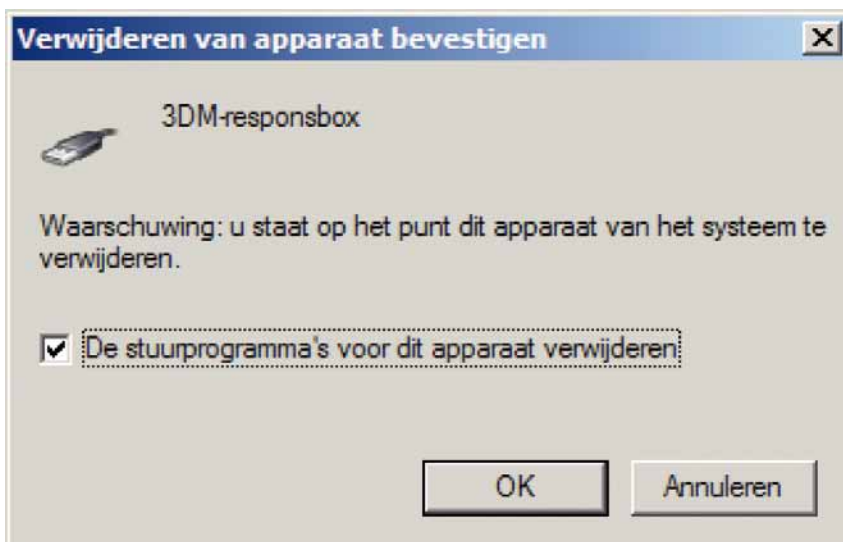 Verwijderen van apparaat bevestigen
3DM-responsbox
Waarschuwing: u staat op het punt dit apparaat van het systeem te
verwijderen.
De stuurprogramma's voor dit apparaat verwijderen
OK
Annuleren